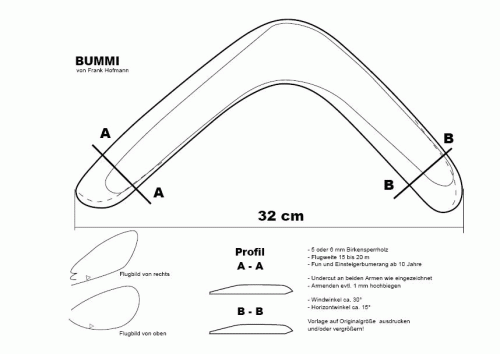 BUMMI
von Frank Hofmann
A
A
B
B
32 cm
Flugbild von rechts
Flugbild von oben
Profil
A - A
B - B
- 5 oder 6 mm Birkensperrholz
- Flugweite 15 bis 20 m
- Fun und Einsteigerbumerang ab 10 Jahre
- Undercut an beiden Armen wie eingezeichnet
- Armenden evtl. 1 mm hochbiegen
- Windwinkel ca. 30°
- Horizontwinkel ca. 15°
Vorlage auf Originalgröße ausdrucken
und/oder vergrößern!